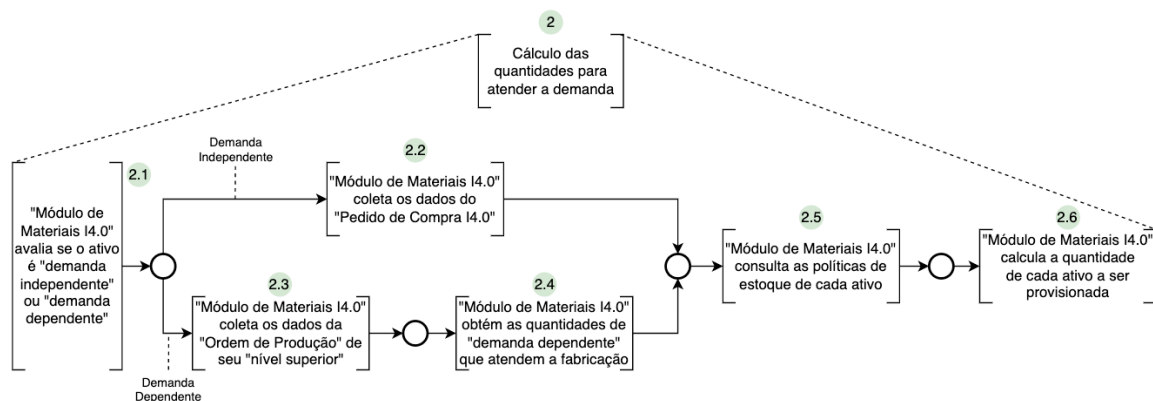 2
Cálculo das
quantidades para
atender a demanda
2.1
"Módulo de
Materiais I4.0"
avalia se o ativo
é "demanda
independente"
ou "demanda
dependente"
Demanda
Independente
2.2
"Módulo de Materiais I4.0"
coleta os dados do
"Pedido de Compra I4.0"
Demanda
Dependente
2.3
"Módulo de Materiais I4.0"
coleta os dados da
"Ordem de Produção" de
seu "nível superior"
2.4
"Módulo de Materiais I4.0"
obtém as quantidades de
"demanda dependente"
que atendem a fabricação
2.5
"Módulo de Materiais I4.0"
consulta as políticas de
estoque de cada ativo
2.6
"Módulo de Materiais I4.0"
calcula a quantidade
de cada ativo a ser
provisionada